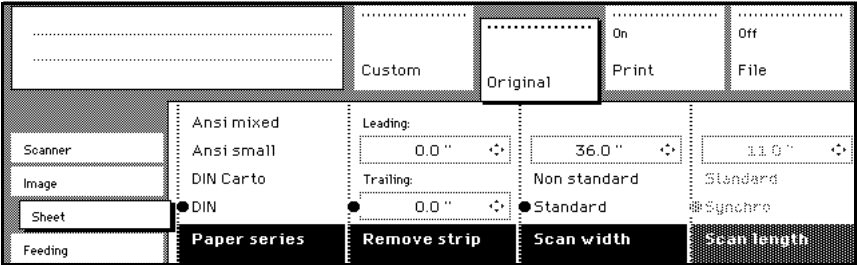 Custom
Original
On
Print
Off
File
Scanner
Image
Sheet
Feeding
Ansi mixed
Ansi small
DIN Carto
DIN
Paper series
Leading:
0.0 "
Trailing:
0.0 "
Remove strip
36.0 "
Non standard
Standard
Scan width
11.0 "
Standard
Synchro
Scan length